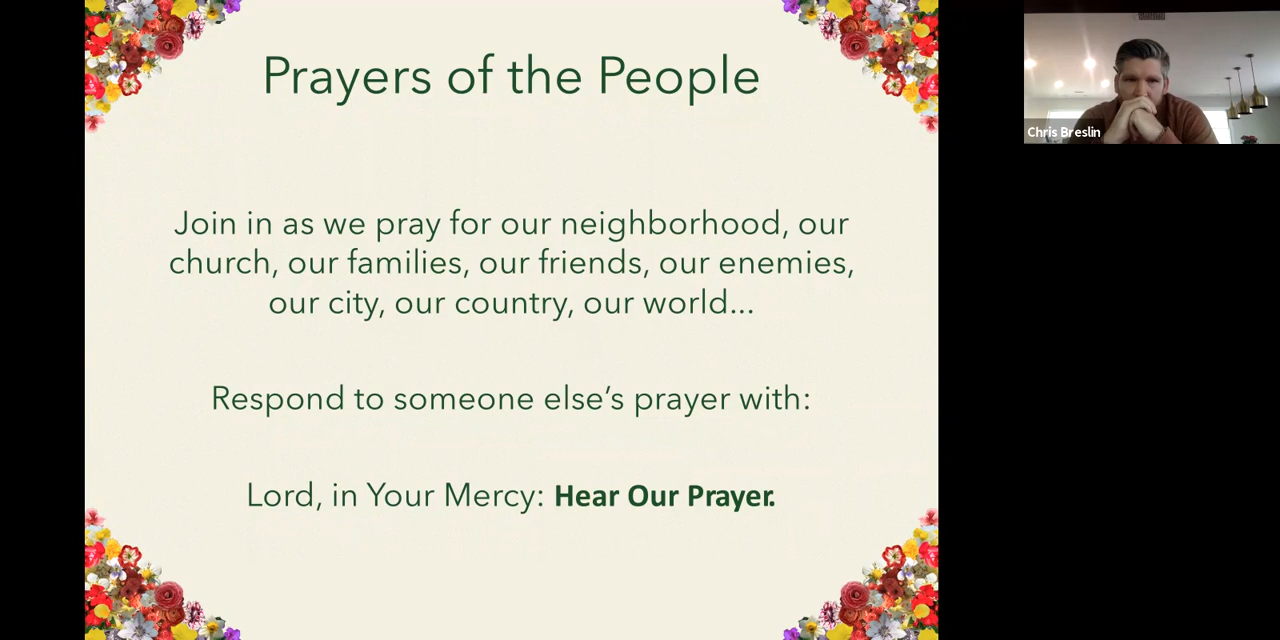 Prayers of the People
Join in as we pray for our neighborhood, our
church, our families, our friends, our enemies,
our city, our country, our world...
Respond to someone else’s prayer with:
Lord, in Your Mercy: Hear Our Prayer.
Chris Breslin